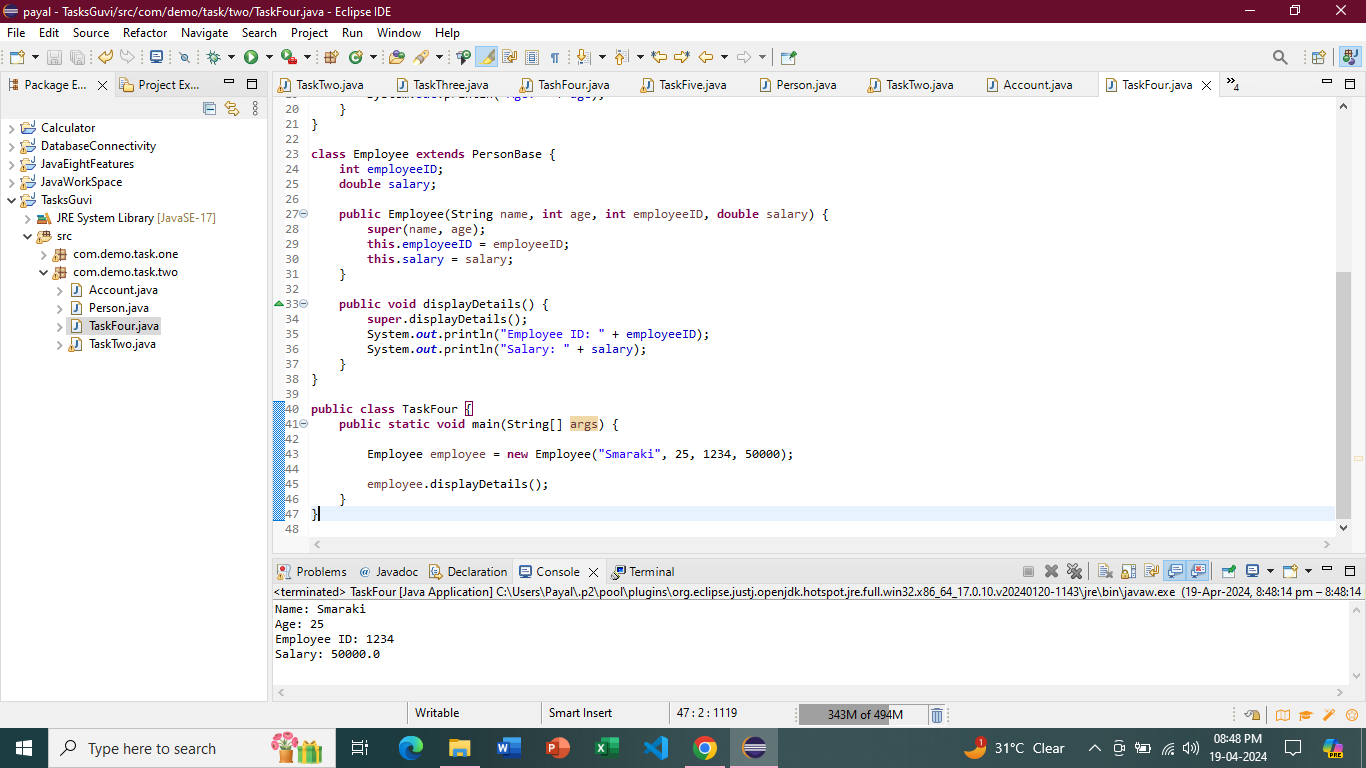 payal - TasksGuvi/src/com/demo/task/two/TaskFour.java - Eclipse IDE
File Edit Source Refactor Navigate Search Project Run Window Help
Package E... Project Ex...
TaskTwo.java TaskThree.java TashFour.java TaskFive.java Person.java TaskTwo.java Account.java TaskFour.java »4
Calculator
DatabaseConnectivity
JavaEightFeatures
JavaWorkSpace
TasksGuvi
JRE System Library [JavaSE-17]
src
com.demo.task.one
com.demo.task.two
Account.java
Person.java
TaskFour.java
TaskTwo.java
20 }
21 }
22
23 class Employee extends PersonBase {
24 int employeeID;
25 double salary;
26
27 public Employee(String name, int age, int employeeID, double salary) {
28 super(name, age);
29 this.employeeID = employeeID;
30 this.salary = salary;
31 }
32
33 public void displayDetails() {
34 super.displayDetails();
35 System.out.println("Employee ID: " + employeeID);
36 System.out.println("Salary: " + salary);
37 }
38 }
39
40 public class TaskFour {
41 public static void main(String[] args) {
42
43 Employee employee = new Employee("Smaraki", 25, 1234, 50000);
44
45 employee.displayDetails();
46 }
47 }
48
Problems @ Javadoc Declaration Console Terminal
<terminated> TaskFour [Java Application] C:\Users\Payal\.p2\pool\plugins\org.eclipse.justj.openjdk.hotspot.jre.full.win32.x86_64_17.0.10.v20240120-1143\jre\bin\javaw.exe (19-Apr-2024, 8:48:14 pm – 8:48:14
Name: Smaraki
Age: 25
Employee ID: 1234
Salary: 50000.0
Writable Smart Insert 47 : 2 : 1119 343M of 494M
Type here to search
1 31°C Clear
08:48 PM
19-04-2024
PRE